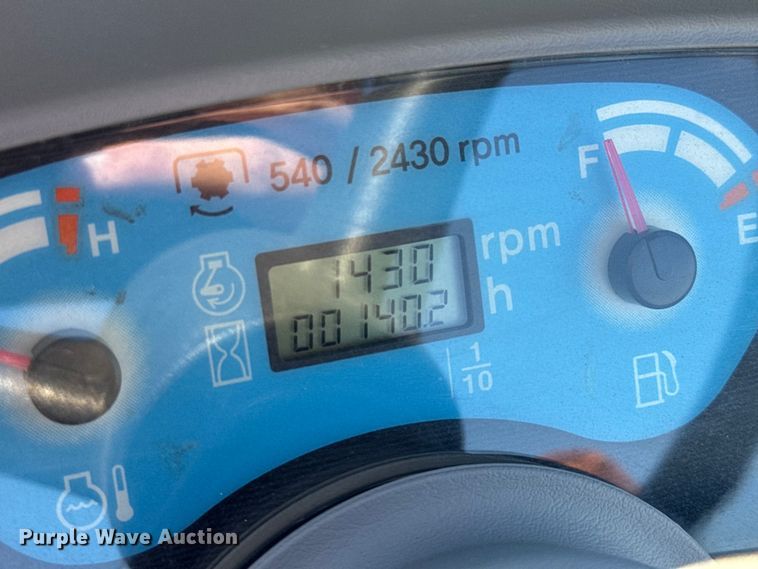 540 / 2430 rpm
F
E
H
1430 rpm
00140.2 h
1/10
Purple Wave Auction